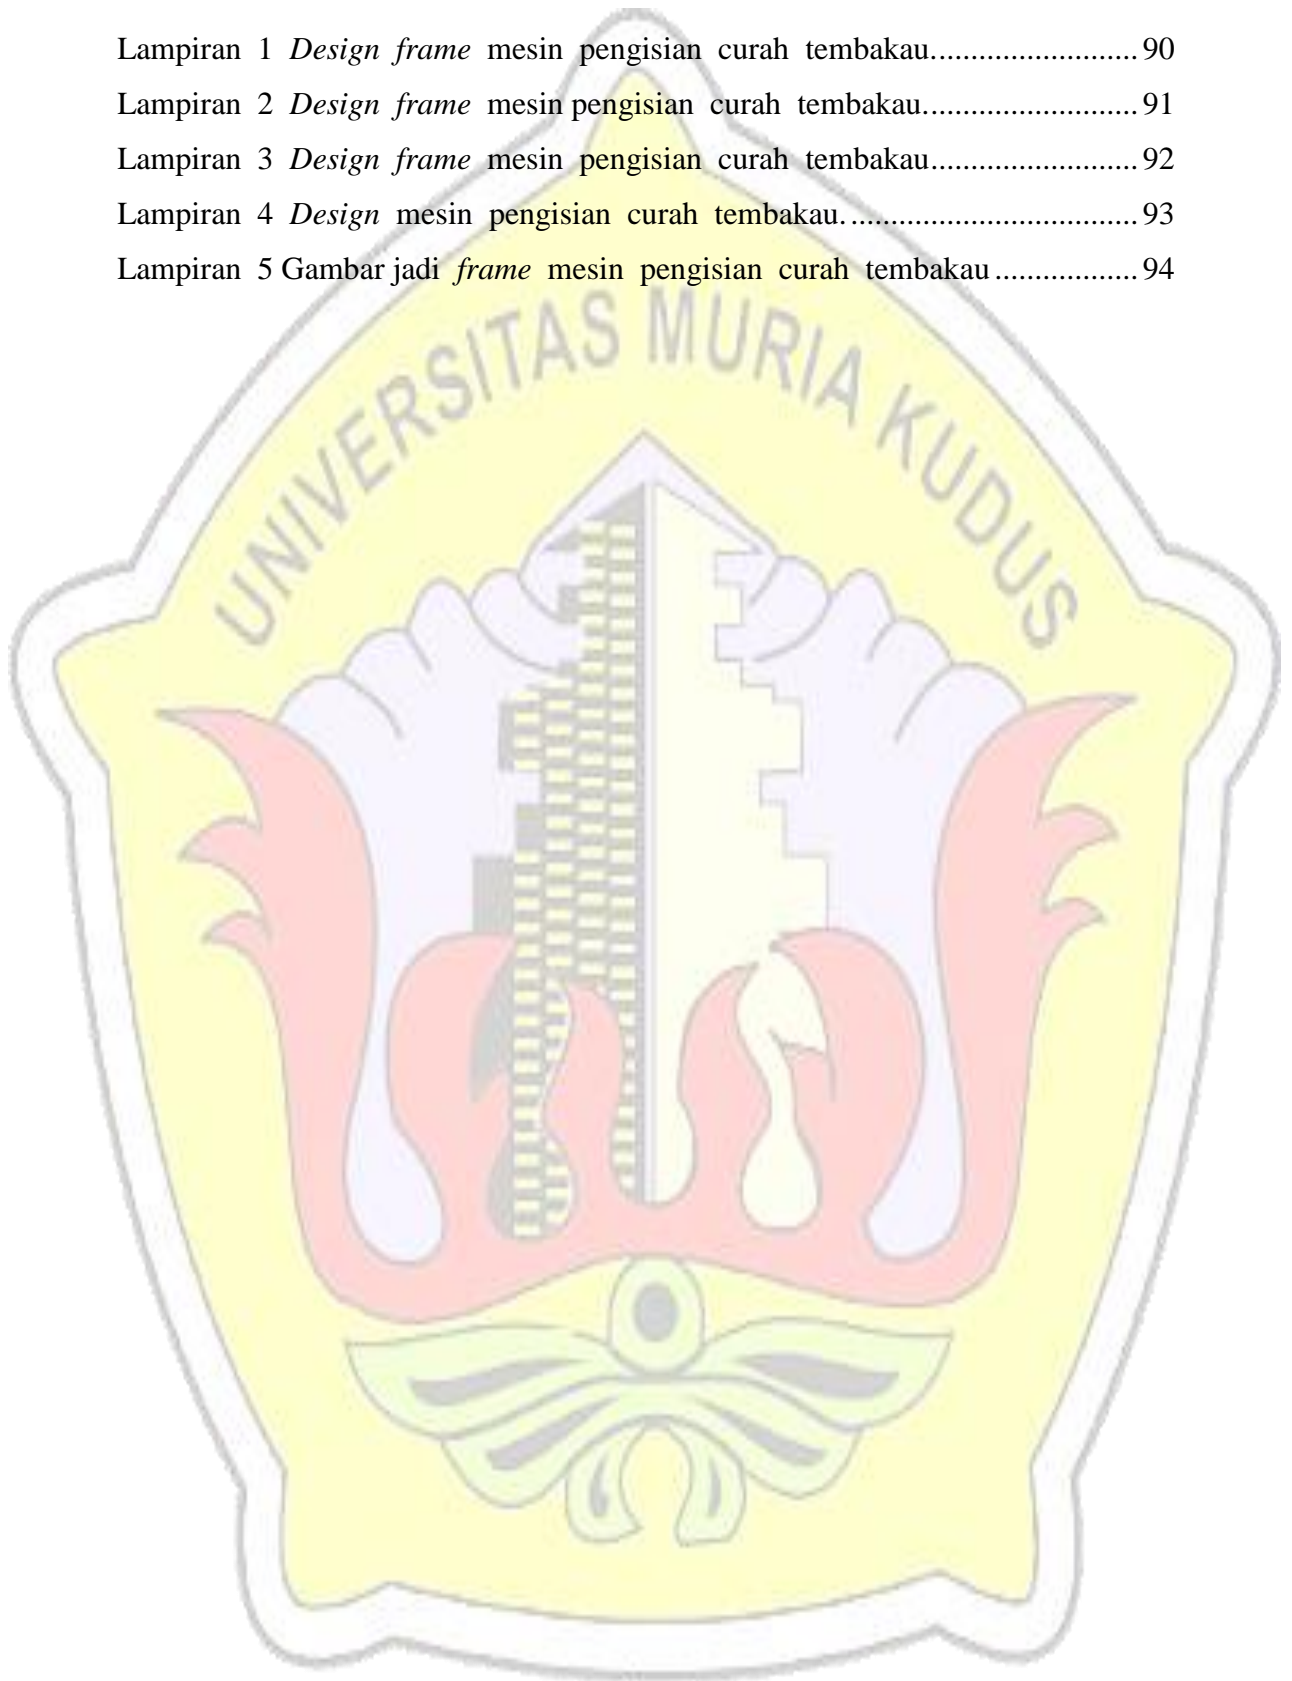 Lampiran 1 Design frame mesin pengisian curah tembakau.......................... 90
Lampiran 2 Design frame mesin pengisian curah tembakau........................... 91
Lampiran 3 Design frame mesin pengisian curah tembakau.......................... 92
Lampiran 4 Design mesin pengisian curah tembakau. .................................... 93
Lampiran 5 Gambar jadi frame mesin pengisian curah tembakau .................. 94
UNIVERSITAS MURIA KUDUS